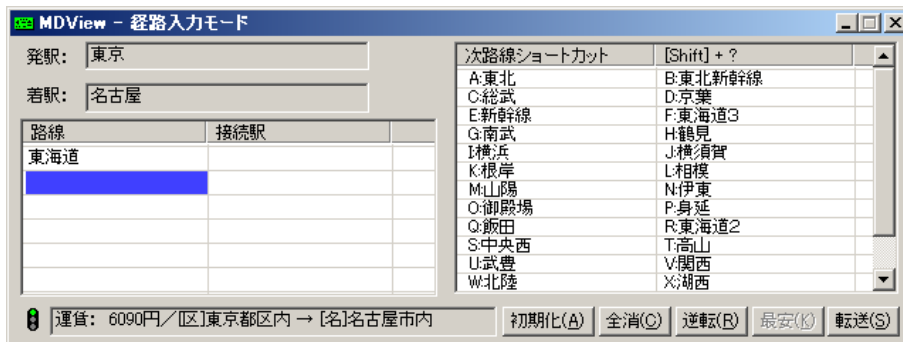 MDView － 経路入力モード
発駅: 東京
着駅: 名古屋
路線 接続駅
東海道
次路線ショートカット [Shift] + ?
A:東北 B:東北新幹線
C:総武 D:京葉
E:新幹線 F:東海道3
G:南武 H:鶴見
I:横浜 J:横須賀
K:根岸 L:相模
M:山陽 N:伊東
O:御殿場 P:身延
Q:飯田 R:東海道2
S:中央西 T:高山
U:武豊 V:関西
W:北陸 X:湖西
運賃: 6090円／[区]東京都区内 → [名]名古屋市内
初期化(A) 全消(C) 逆転(R) 最安(K) 転送(S)